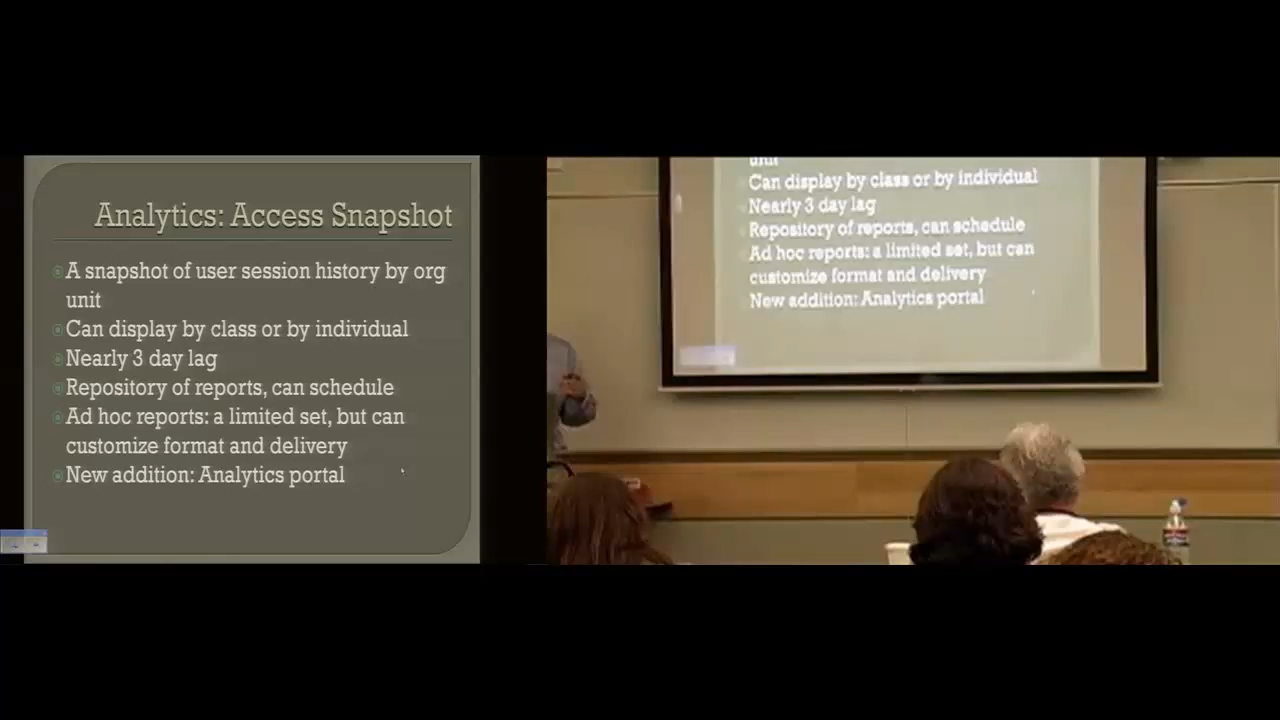 Analytics: Access Snapshot
A snapshot of user session history by org
unit
Can display by class or by individual
Nearly 3 day lag
Repository of reports, can schedule
Ad hoc reports: a limited set, but can
customize format and delivery
New addition: Analytics portal
unit
Can display by class or by individual
Nearly 3 day lag
Repository of reports, can schedule
Ad hoc reports: a limited set, but can
customize format and delivery
New addition: Analytics portal